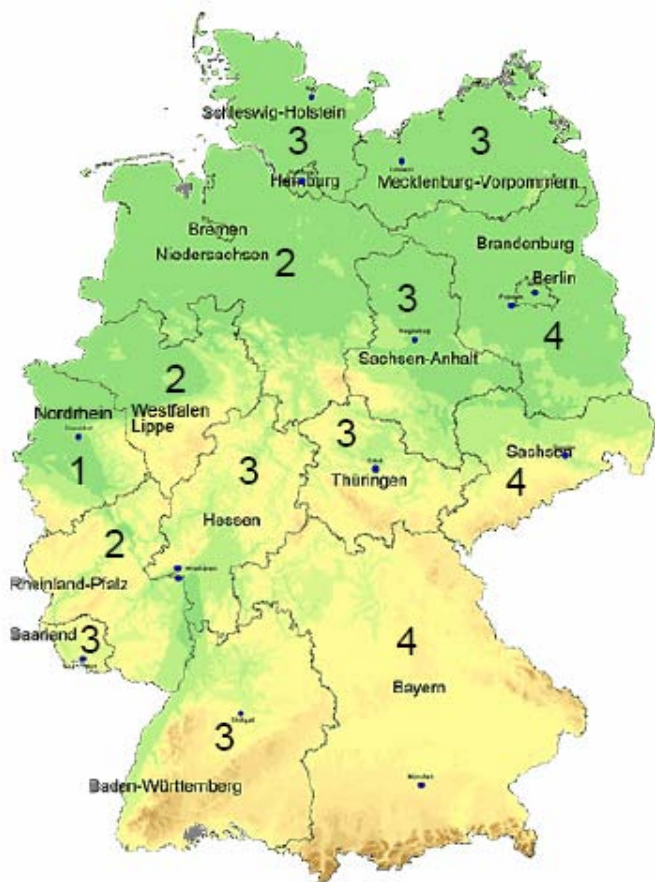 Schleswig-Holstein
3
3
Hamburg
Mecklenburg-Vorpommern
Bremen
Niedersachsen
2
Brandenburg
Berlin
3
4
Sachsen-Anhalt
2
Nordrhein
Westfalen
Lippe
1
3
Hessen
3
Thüringen
Sachsen
4
2
Rheinland-Pfalz
Saarland
3
4
Bayern
3
Baden-Württemberg